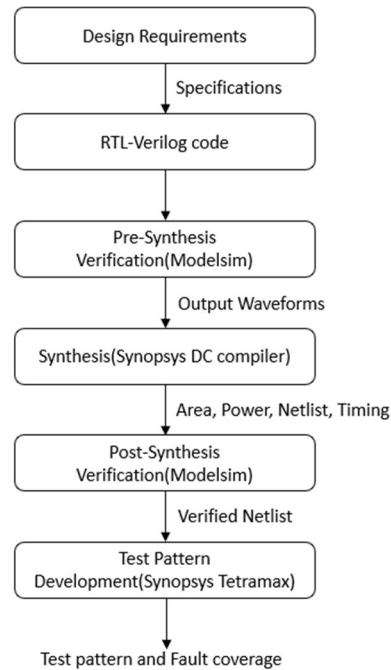 Design Requirements
Specifications
RTL-Verilog code
Pre-Synthesis
Verification(Modelsim)
Output Waveforms
Synthesis(Synopsys DC compiler)
Area, Power, Netlist, Timing
Post-Synthesis
Verification(Modelsim)
Verified Netlist
Test Pattern
Development(Synopsys Tetramax)
Test pattern and Fault coverage